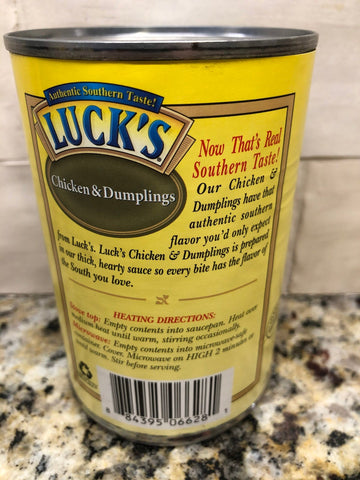 Authentic Southern Taste!
LUCK'S
Chicken & Dumplings
Now That's Real
Southern Taste!
Our Chicken &
Dumplings have that
authentic southern
flavor you'd only expect
from Luck's. Luck's Chicken & Dumplings is prepared
in our thick, hearty sauce so every bite has the flavor of
the South you love.
HEATING DIRECTIONS:
Stove top: Empty contents into saucepan. Heat over
medium heat until warm, stirring occasionally.
Microwave: Empty contents into microwave-safe
container. Cover. Microwave on HIGH 2 minutes or
until warm. Stir before serving.
8 84395 06628 1